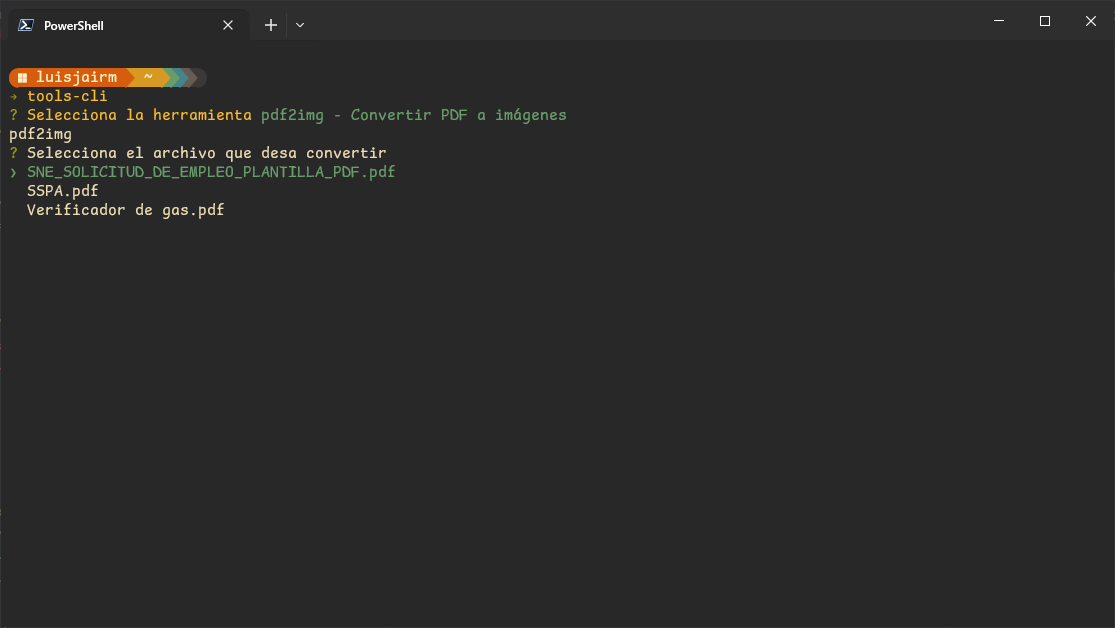 PowerShell
luisjairm ~
→ tools-cli
? Selecciona la herramienta pdf2img - Convertir PDF a imágenes
pdf2img
? Selecciona el archivo que desa convertir
❯ SNE_SOLICITUD_DE_EMPLEO_PLANTILLA_PDF.pdf
SSPA.pdf
Verificador de gas.pdf